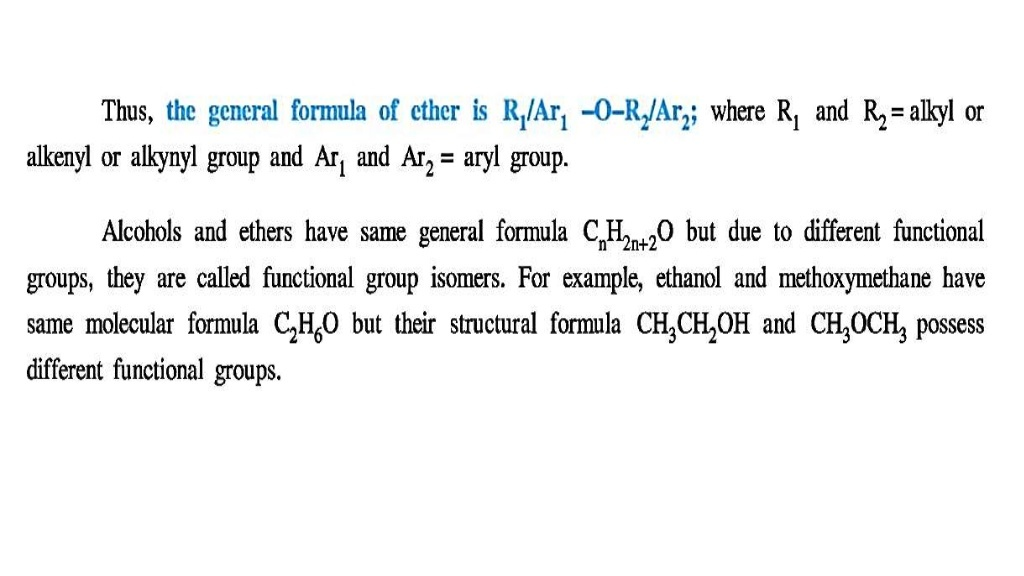 Thus, the general formula of ether is R₁/Ar₁ –O–R₂/Ar₂; where R₁ and R₂ = alkyl or
alkenyl or alkynyl group and Ar₁ and Ar₂ = aryl group.
Alcohols and ethers have same general formula CₙH₂ₙ₊₂O but due to different functional
groups, they are called functional group isomers. For example, ethanol and methoxymethane have
same molecular formula C₂H₆O but their structural formula CH₃CH₂OH and CH₃OCH₃ possess
different functional groups.